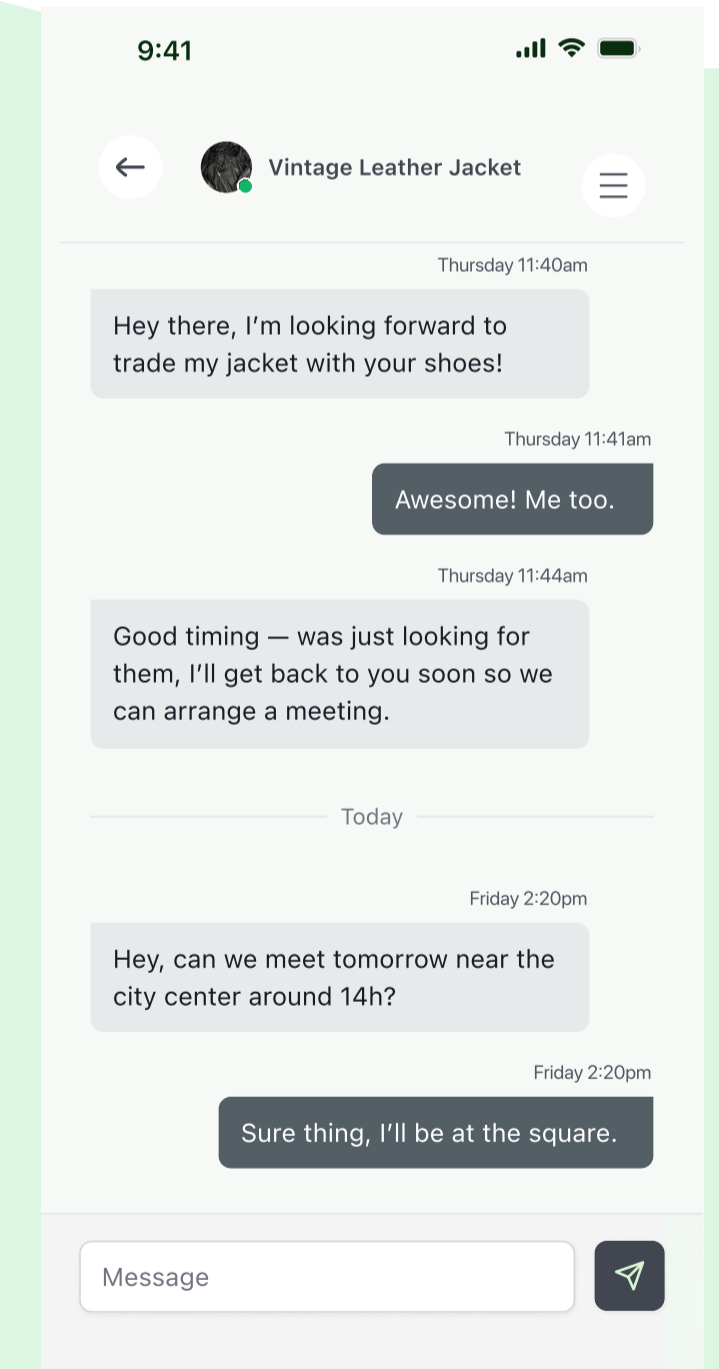 9:41
Vintage Leather Jacket
Thursday 11:40am
Hey there, I’m looking forward to
trade my jacket with your shoes!
Thursday 11:41am
Awesome! Me too.
Thursday 11:44am
Good timing — was just looking for
them, I’ll get back to you soon so we
can arrange a meeting.
Today
Friday 2:20pm
Hey, can we meet tomorrow near the
city center around 14h?
Friday 2:20pm
Sure thing, I’ll be at the square.
Message